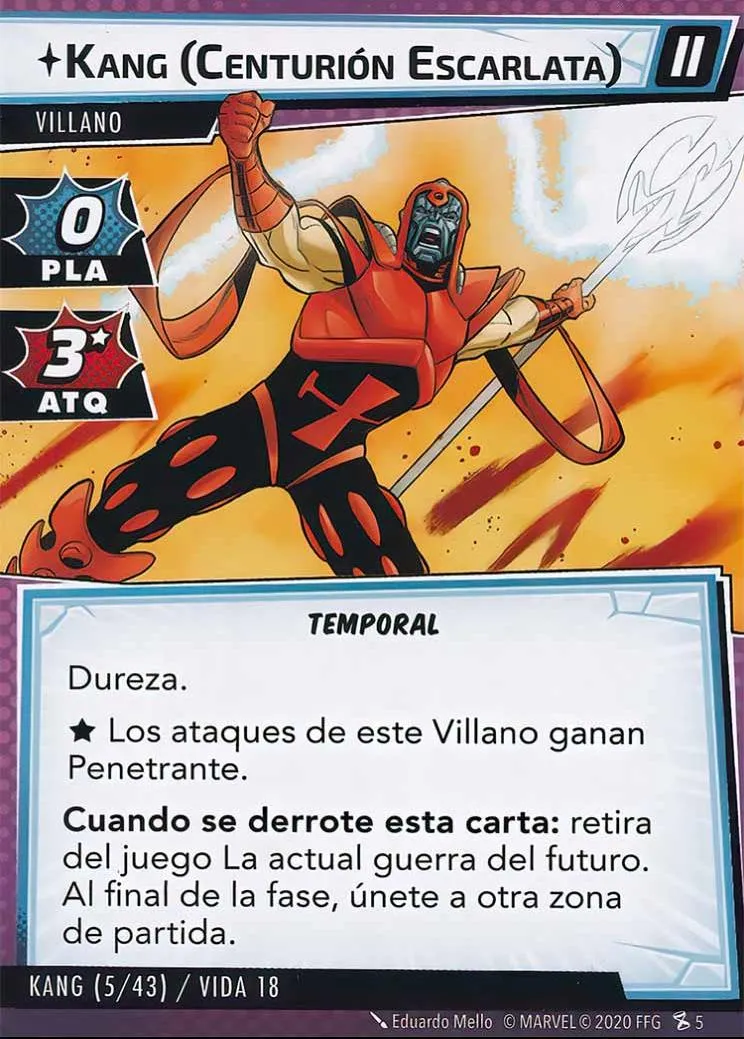 KANG (CENTURIÓN ESCARLATA)
II
VILLANO
0
PLA
3
ATQ
TEMPORAL
Dureza.
★ Los ataques de este Villano ganan
Penetrante.
Cuando se derrote esta carta: retira
del juego La actual guerra del futuro.
Al final de la fase, únete a otra zona
de partida.
KANG (5/43) / VIDA 18
Eduardo Mello © MARVEL © 2020 FFG 5